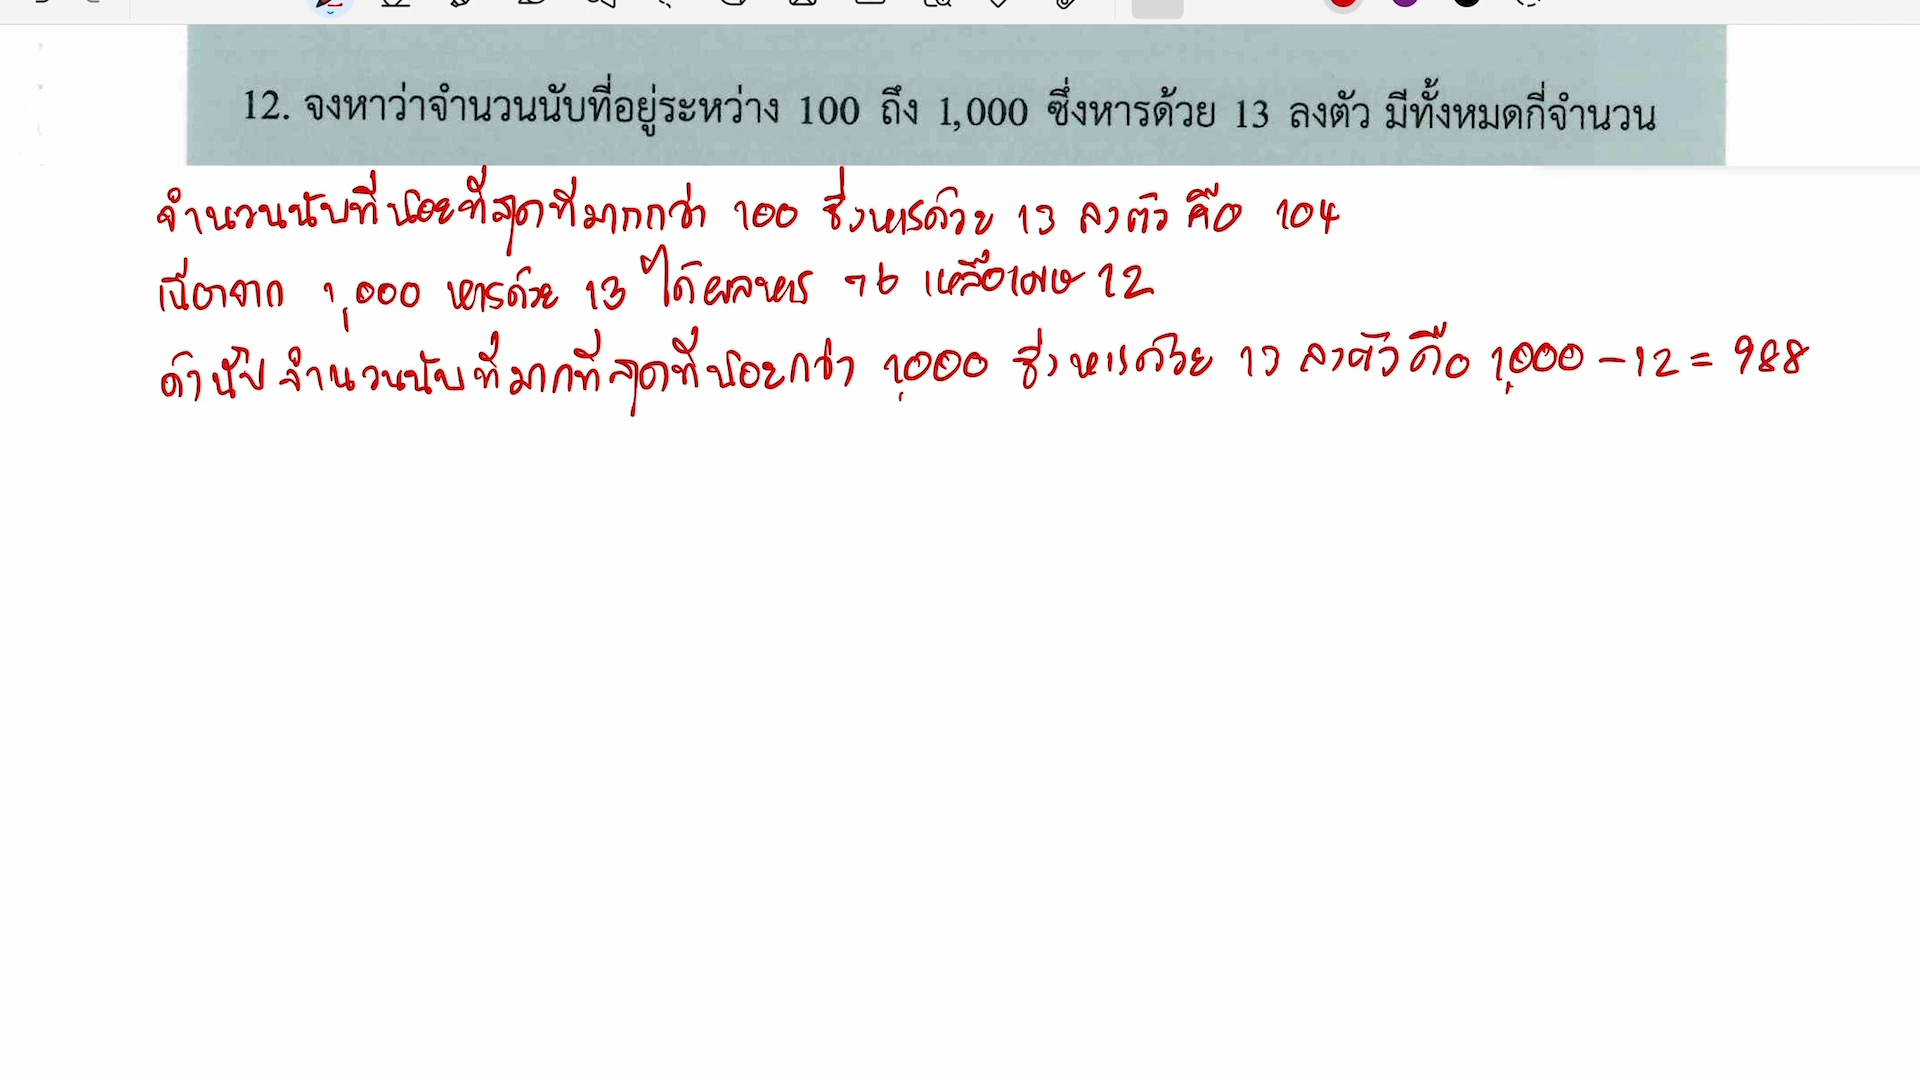 12. จงหาว่าจำนวนนับที่อยู่ระหว่าง 100 ถึง 1,000 ซึ่งหารด้วย 13 ลงตัว มีทั้งหมดกี่จำนวน
จำนวนนับที่น้อยที่สุดที่มากกว่า 100 ซึ่งหารด้วย 13 ลงตัว คือ 104
เนื่องจาก 1,000 หารด้วย 13 ได้ผลหาร 76 เหลือเศษ 12
ดังนั้น จำนวนนับที่มากที่สุดที่น้อยกว่า 1,000 ซึ่งหารด้วย 13 ลงตัว คือ 1,000 - 12 = 988